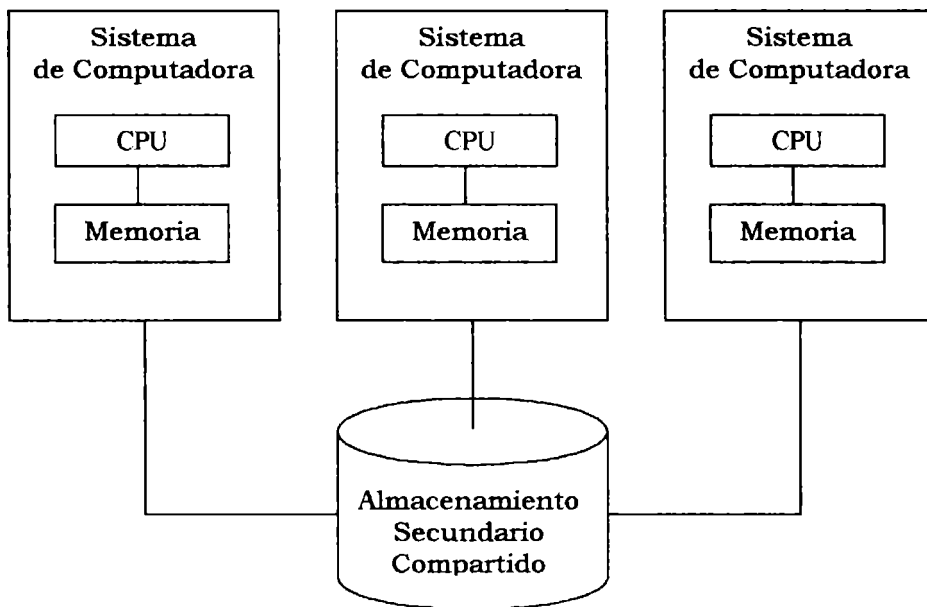 Sistema
de Computadora
CPU
Memoria
Sistema
de Computadora
CPU
Memoria
Sistema
de Computadora
CPU
Memoria
Almacenamiento
Secundario
Compartido